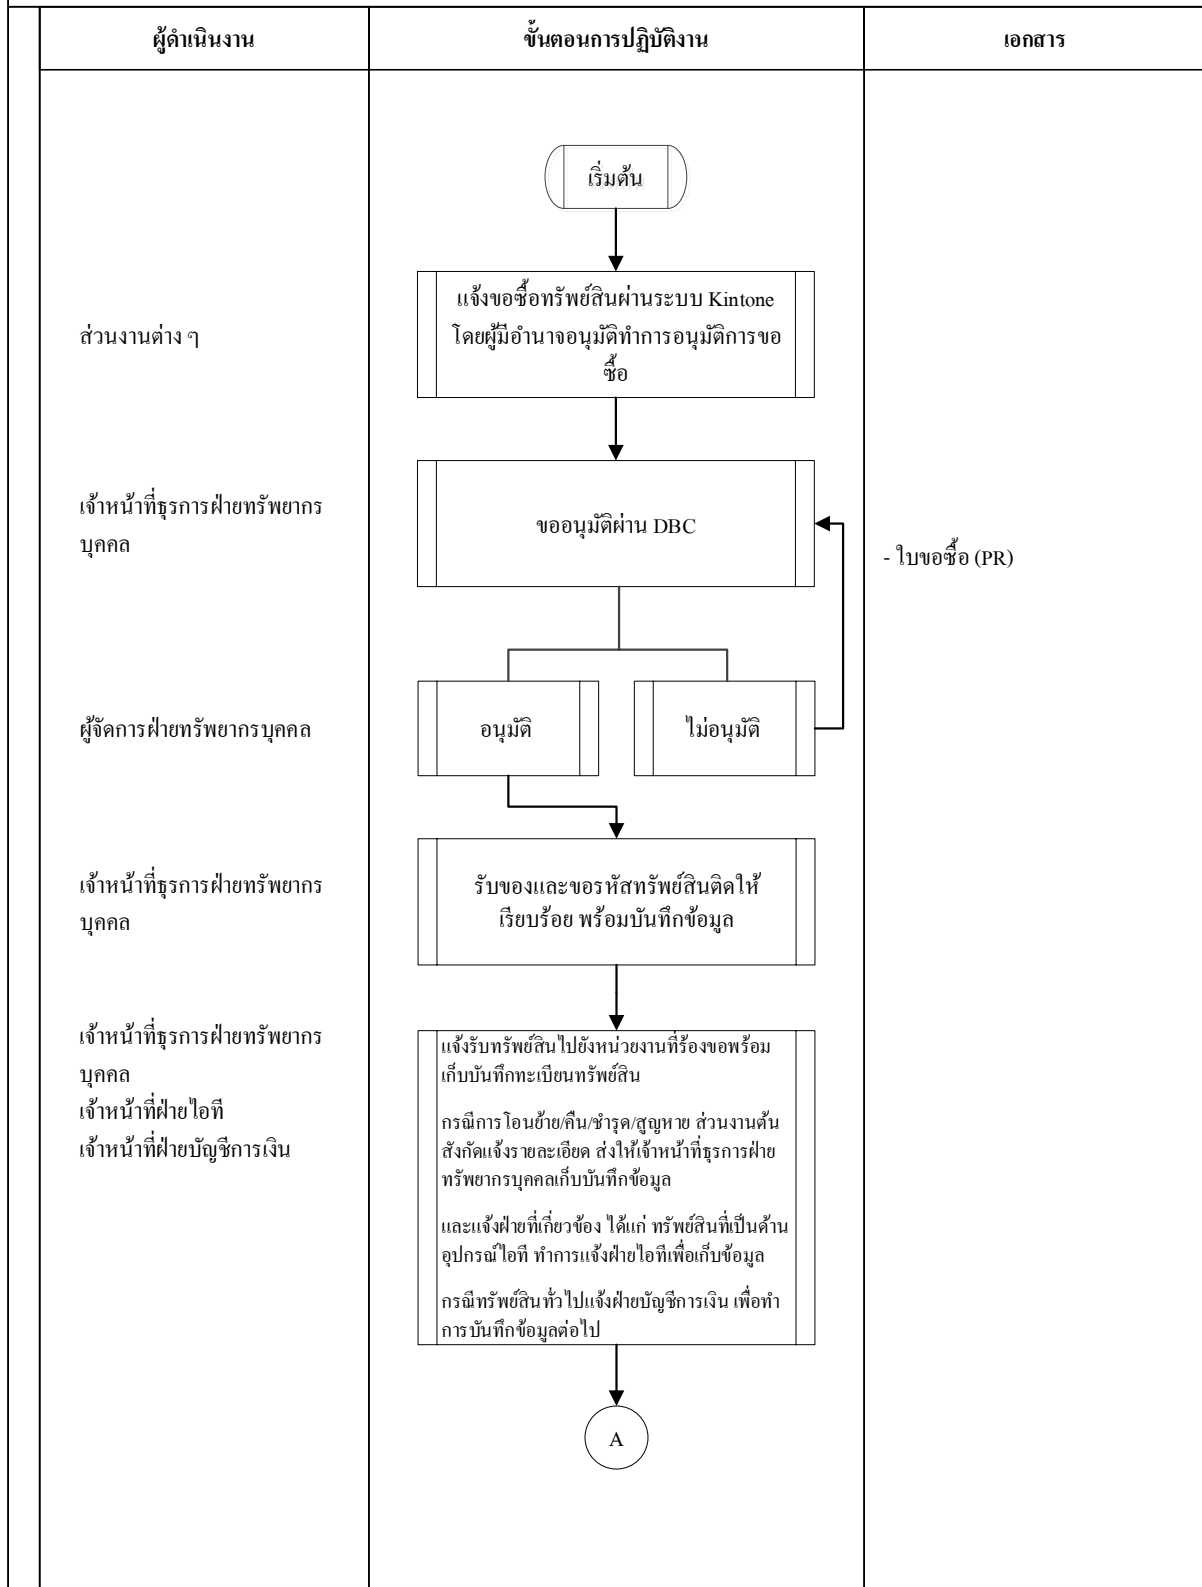 ผู้ดำเนินงาน
ขั้นตอนการปฏิบัติงาน
เอกสาร
เริ่มต้น
ส่วนงานต่าง ๆ
แจ้งขอซื้อทรัพย์สินผ่านระบบ Kintone
โดยผู้มีอำนาจอนุมัติทำการอนุมัติการขอ
ซื้อ
เจ้าหน้าที่ธุรการฝ่ายทรัพยากร
บุคคล
ขออนุมัติผ่าน DBC
- ใบขอซื้อ (PR)
ผู้จัดการฝ่ายทรัพยากรบุคคล
อนุมัติ
ไม่อนุมัติ
เจ้าหน้าที่ธุรการฝ่ายทรัพยากร
บุคคล
รับของและขอรหัสทรัพย์สินติดให้
เรียบร้อย พร้อมบันทึกข้อมูล
เจ้าหน้าที่ธุรการฝ่ายทรัพยากร
บุคคล
เจ้าหน้าที่ฝ่ายไอที
เจ้าหน้าที่ฝ่ายบัญชีการเงิน
แจ้งรับทรัพย์สินไปยังหน่วยงานที่ร้องขอพร้อม
เก็บบันทึกทะเบียนทรัพย์สิน
กรณีการโอนย้าย/คืน/ชำรุด/สูญหาย ส่วนงานต้น
สังกัดแจ้งรายละเอียด ส่งให้เจ้าหน้าที่ธุรการฝ่าย
ทรัพยากรบุคคลเก็บบันทึกข้อมูล
และแจ้งฝ่ายที่เกี่ยวข้อง ได้แก่ ทรัพย์สินที่เป็นด้าน
อุปกรณ์ไอที ทำการแจ้งฝ่ายไอทีเพื่อเก็บข้อมูล
กรณีทรัพย์สินทั่วไปแจ้งฝ่ายบัญชีการเงิน เพื่อทำ
การบันทึกข้อมูลต่อไป
A